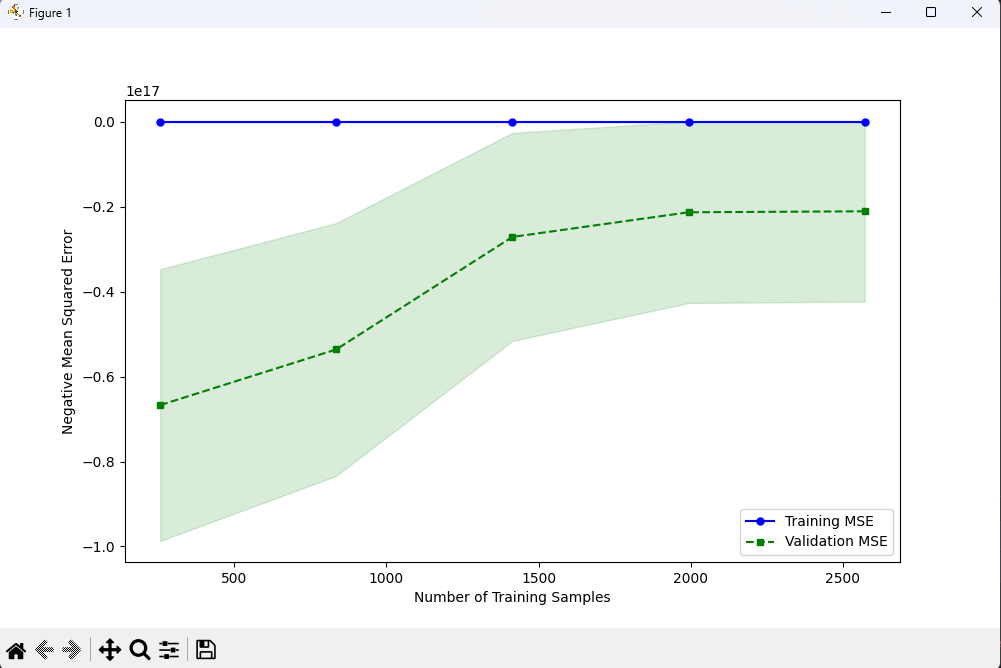 Figure 1
1e17
0.0
−0.2
−0.4
−0.6
−0.8
−1.0
Negative Mean Squared Error
500
1000
1500
2000
2500
Number of Training Samples
Training MSE
Validation MSE